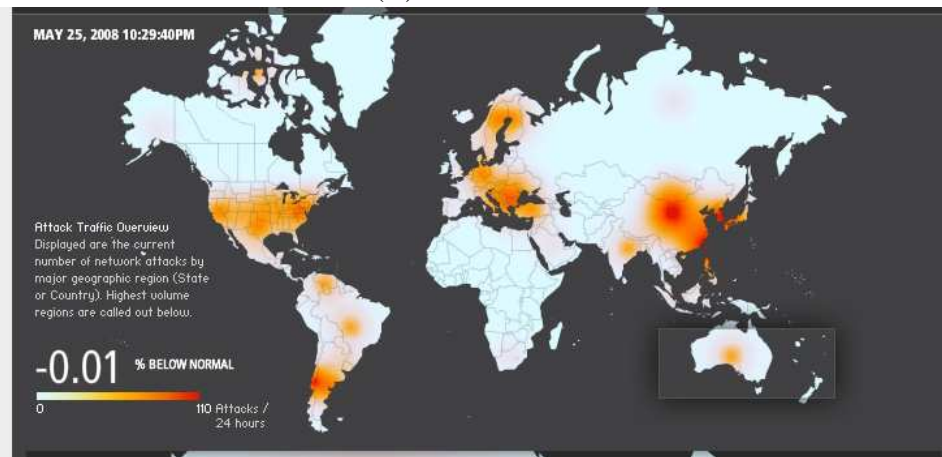 MAY 25, 2008 10:29:40PM
Attack Traffic Overview
Displayed are the current
number of network attacks by
major geographic region (State
or Country). Highest volume
regions are called out below.
-0.01 % BELOW NORMAL
0
110 Attacks /
24 hours